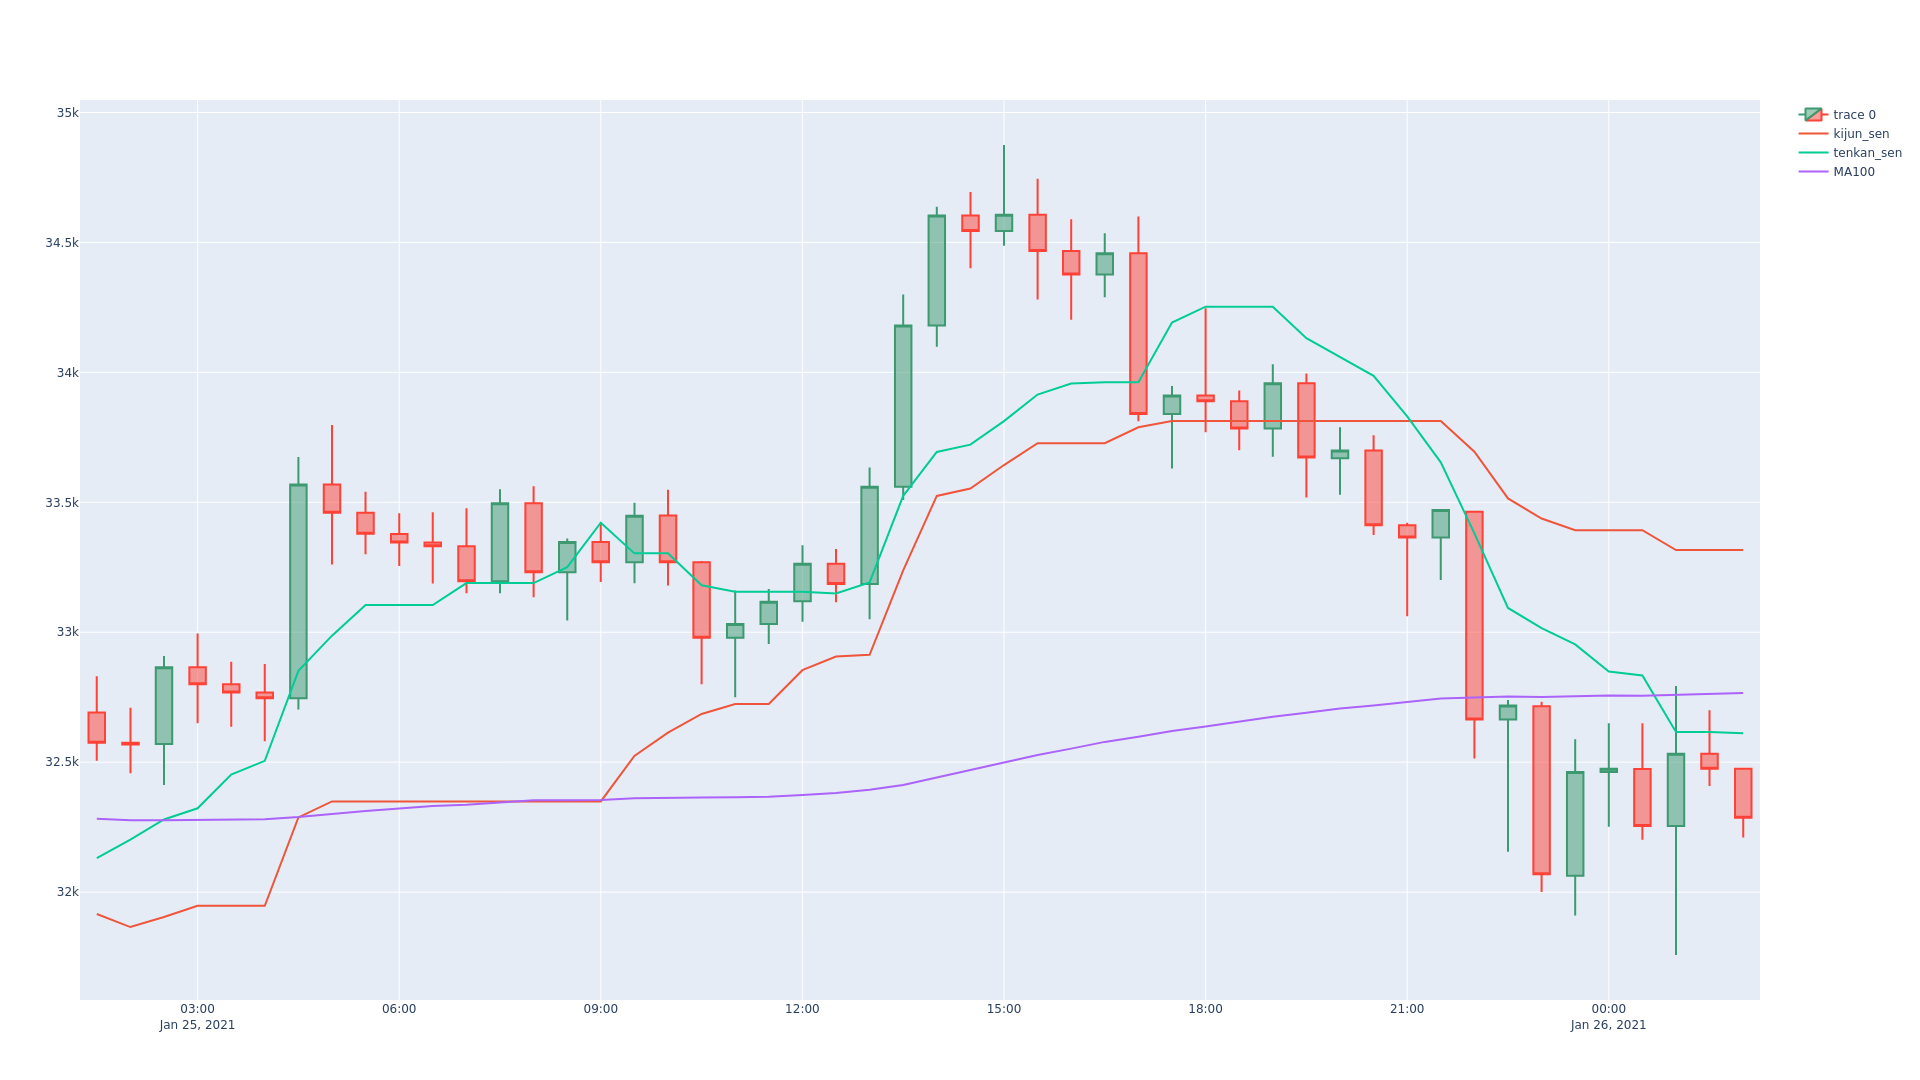 35k
34.5k
34k
33.5k
33k
32.5k
32k
03:00
Jan 25, 2021
06:00
09:00
12:00
15:00
18:00
21:00
00:00
Jan 26, 2021
trace 0
kijun_sen
tenkan_sen
MA100